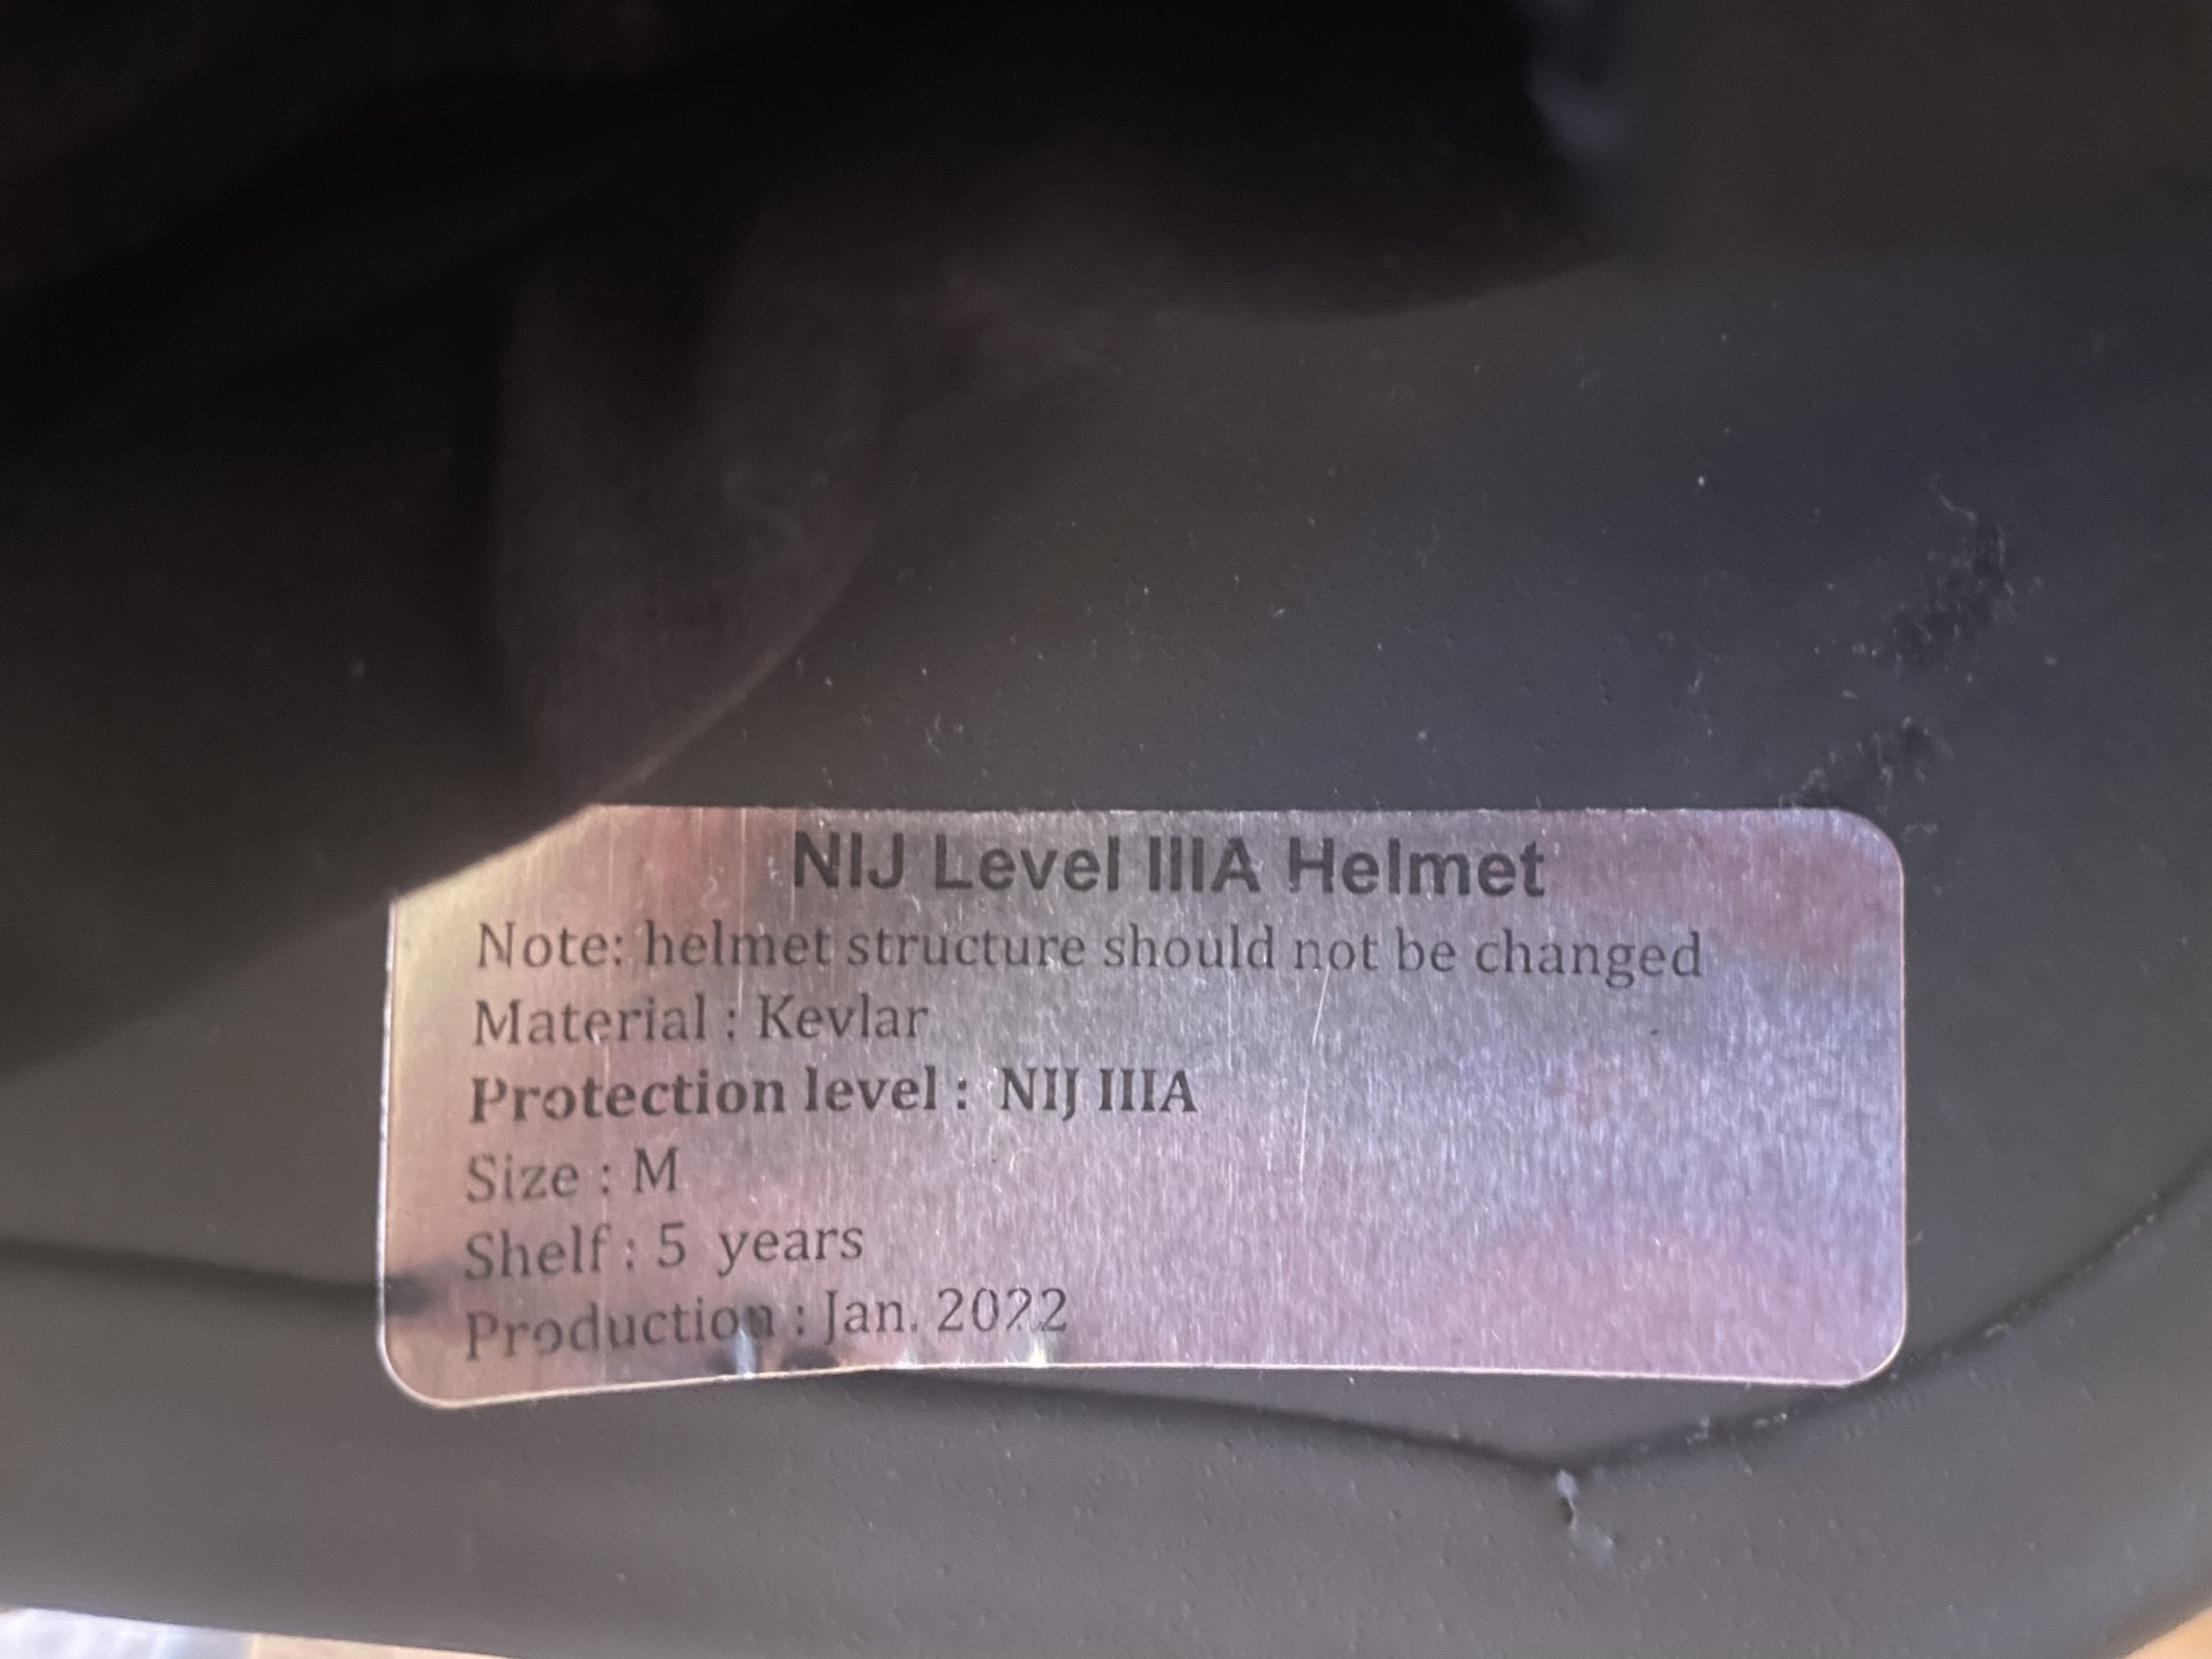 NIJ Level IIIA Helmet
Note: helmet structure should not be changed
Material : Kevlar
Protection level : NIJ IIIA
Size : M
Shelf : 5 years
Production : Jan. 2022